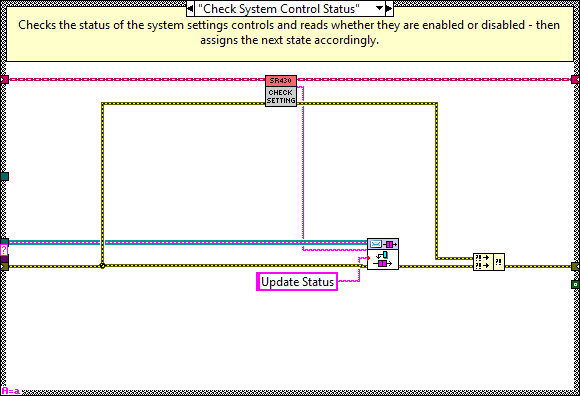 "Check System Control Status"
Checks the status of the system settings controls and reads whether they are enabled or disabled - then
assigns the next state accordingly.
SR430
CHECK
SETTING
?
Update Status
?! ?! ?!
A=a